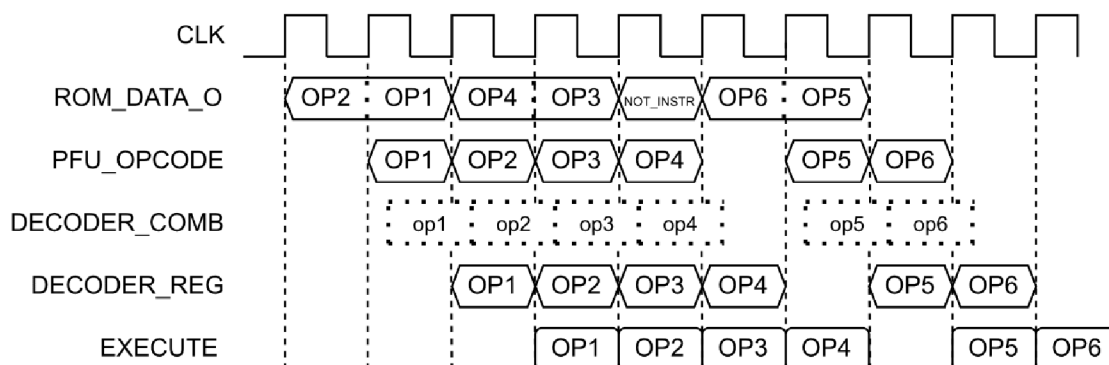 CLK
ROM_DATA_O OP2 OP1 OP4 OP3 NOT_INSTR OP6 OP5
PFU_OPCODE OP1 OP2 OP3 OP4 OP5 OP6
DECODER_COMB op1 op2 op3 op4 op5 op6
DECODER_REG OP1 OP2 OP3 OP4 OP5 OP6
EXECUTE OP1 OP2 OP3 OP4 OP5 OP6